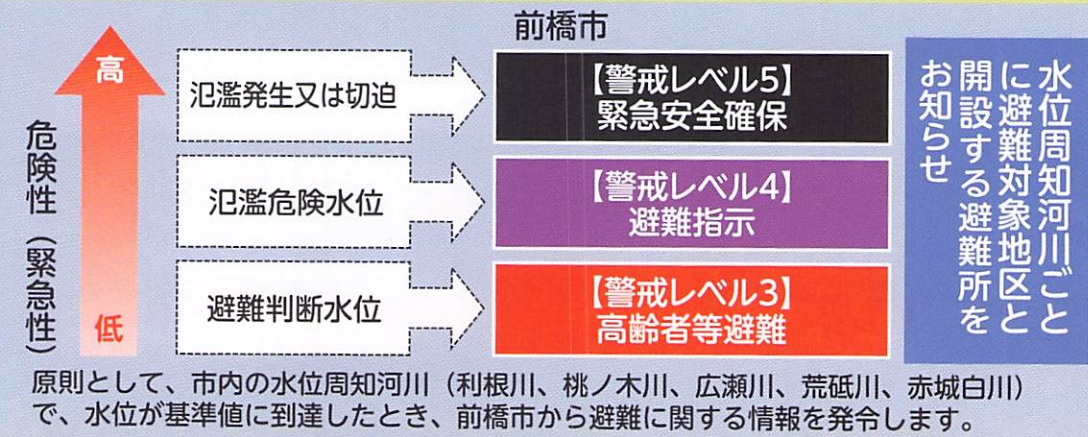 前橋市
高
危険性（緊急性）
低
氾濫発生又は切迫
【警戒レベル5】
緊急安全確保
氾濫危険水位
【警戒レベル4】
避難指示
避難判断水位
【警戒レベル3】
高齢者等避難
水位周知河川ごと
に避難対象地区と
開設する避難所を
お知らせ
原則として、市内の水位周知河川（利根川、桃ノ木川、広瀬川、荒砥川、赤城白川）
で、水位が基準値に到達したとき、前橋市から避難に関する情報を発令します。